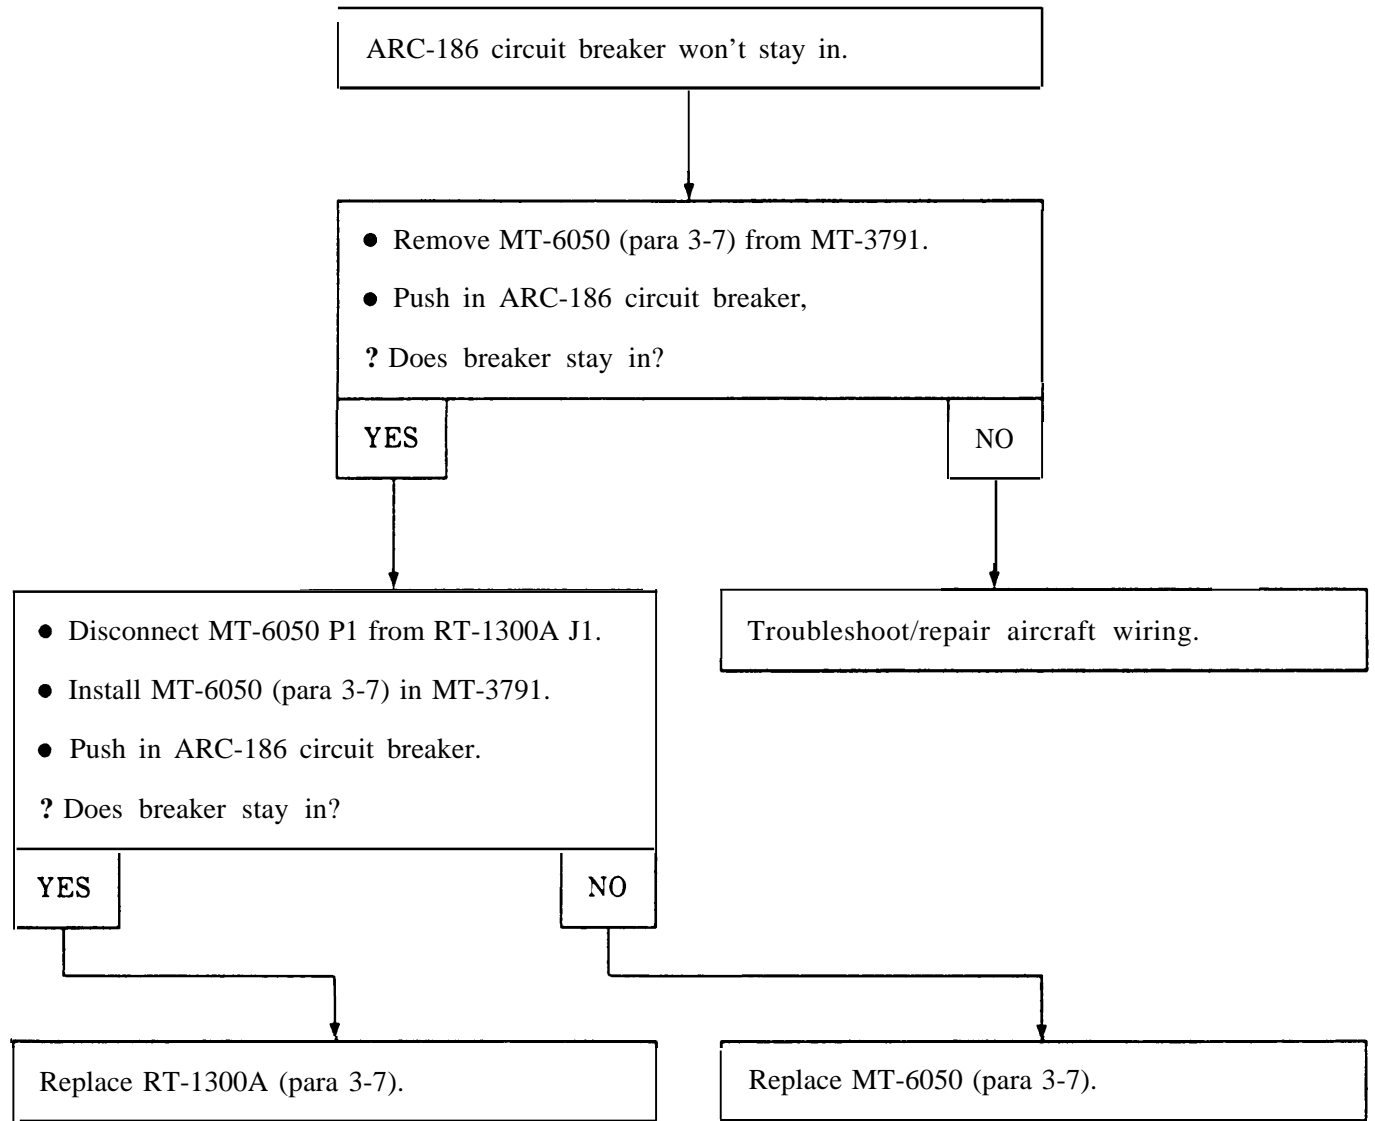 ARC-186 circuit breaker won't stay in.
● Remove MT-6050 (para 3-7) from MT-3791.
● Push in ARC-186 circuit breaker,
? Does breaker stay in?
YES
NO
● Disconnect MT-6050 P1 from RT-1300A J1.
● Install MT-6050 (para 3-7) in MT-3791.
● Push in ARC-186 circuit breaker.
? Does breaker stay in?
Troubleshoot/repair aircraft wiring.
YES
NO
Replace RT-1300A (para 3-7).
Replace MT-6050 (para 3-7).